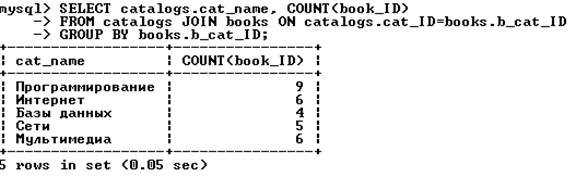 mysql> SELECT catalogs.cat_name, COUNT(book_ID)
-> FROM catalogs JOIN books ON catalogs.cat_ID=books.b_cat_ID
-> GROUP BY books.b_cat_ID;
+------------------+----------------+
| cat_name | COUNT(book_ID) |
+------------------+----------------+
| Программирование | 9 |
| Интернет | 6 |
| Базы данных | 4 |
| Сети | 5 |
| Мультимедиа | 6 |
+------------------+----------------+
5 rows in set (0.05 sec)